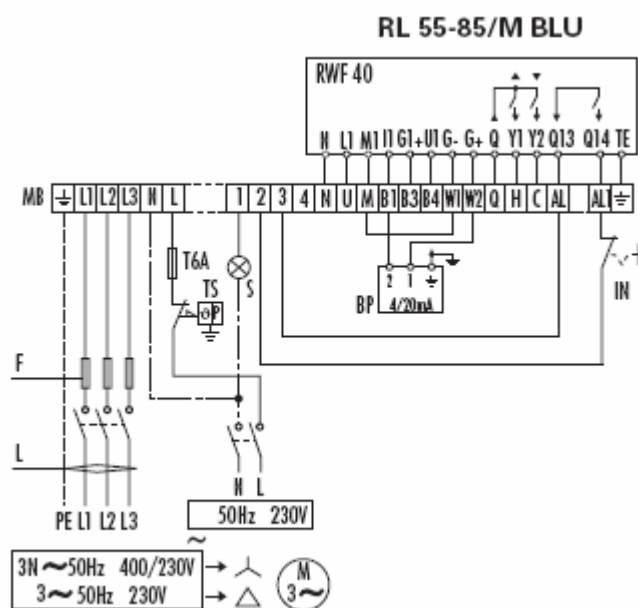 RL 55-85/M BLU
RWF 40
N L1 M1 I1 G1+ U1 G- G+ Q Y1 Y2 Q13 Q14 TE
MB L1 L2 L3 N L 1 2 3 4 N U M B1 B3 B4 W1 W2 Q H C AL AL1
T6A
TS
P
S
2 1
BP 4/20mA
IN
F
L
N L
PE L1 L2 L3
50Hz 230V
~
3N ~ 50Hz 400/230V
3 ~ 50Hz 230V
M
3 ~